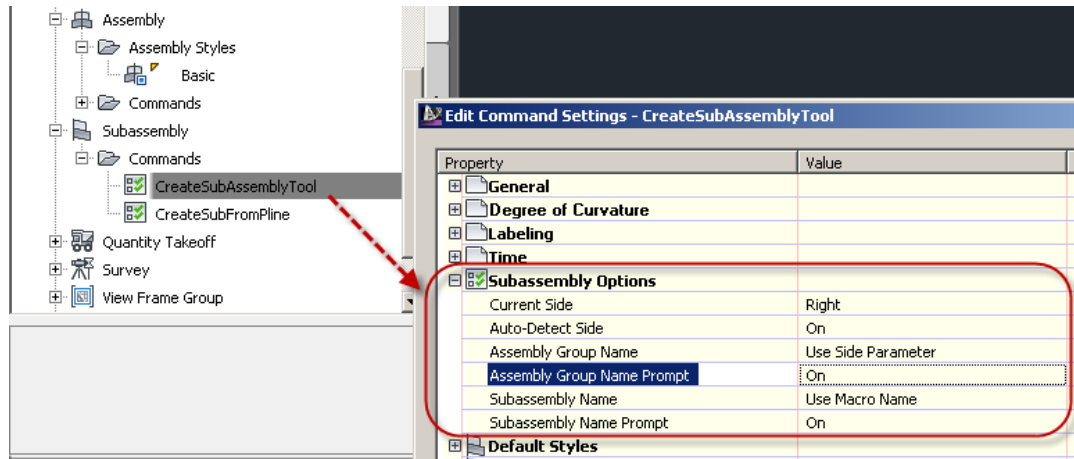 Assembly
Assembly Styles
Basic
Commands
Subassembly
Commands
CreateSubAssemblyTool
CreateSubFromPline
Quantity Takeoff
Survey
View Frame Group
Edit Command Settings - CreateSubAssemblyTool
Property Value
General
Degree of Curvature
Labeling
Time
Subassembly Options
Current Side Right
Auto-Detect Side On
Assembly Group Name Use Side Parameter
Assembly Group Name Prompt On
Subassembly Name Use Macro Name
Subassembly Name Prompt On
Default Styles